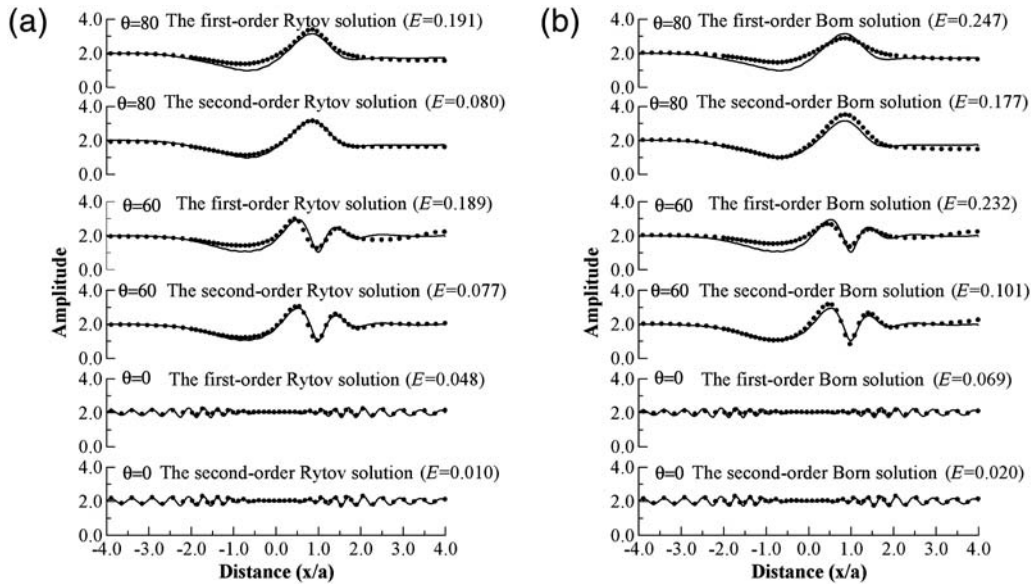 (a)
θ=80 The first-order Rytov solution (E=0.191)
4.0
2.0
0.0
θ=80 The second-order Rytov solution (E=0.080)
4.0
2.0
0.0
θ=60 The first-order Rytov solution (E=0.189)
4.0
2.0
0.0
θ=60 The second-order Rytov solution (E=0.077)
4.0
2.0
0.0
θ=0 The first-order Rytov solution (E=0.048)
4.0
2.0
0.0
θ=0 The second-order Rytov solution (E=0.010)
4.0
2.0
0.0
Amplitude
-4.0 -3.0 -2.0 -1.0 0.0 1.0 2.0 3.0 4.0
Distance (x/a)
(b)
θ=80 The first-order Born solution (E=0.247)
4.0
2.0
0.0
θ=80 The second-order Born solution (E=0.177)
4.0
2.0
0.0
θ=60 The first-order Born solution (E=0.232)
4.0
2.0
0.0
θ=60 The second-order Born solution (E=0.101)
4.0
2.0
0.0
θ=0 The first-order Born solution (E=0.069)
4.0
2.0
0.0
θ=0 The second-order Born solution (E=0.020)
4.0
2.0
0.0
Amplitude
-4.0 -3.0 -2.0 -1.0 0.0 1.0 2.0 3.0 4.0
Distance (x/a)